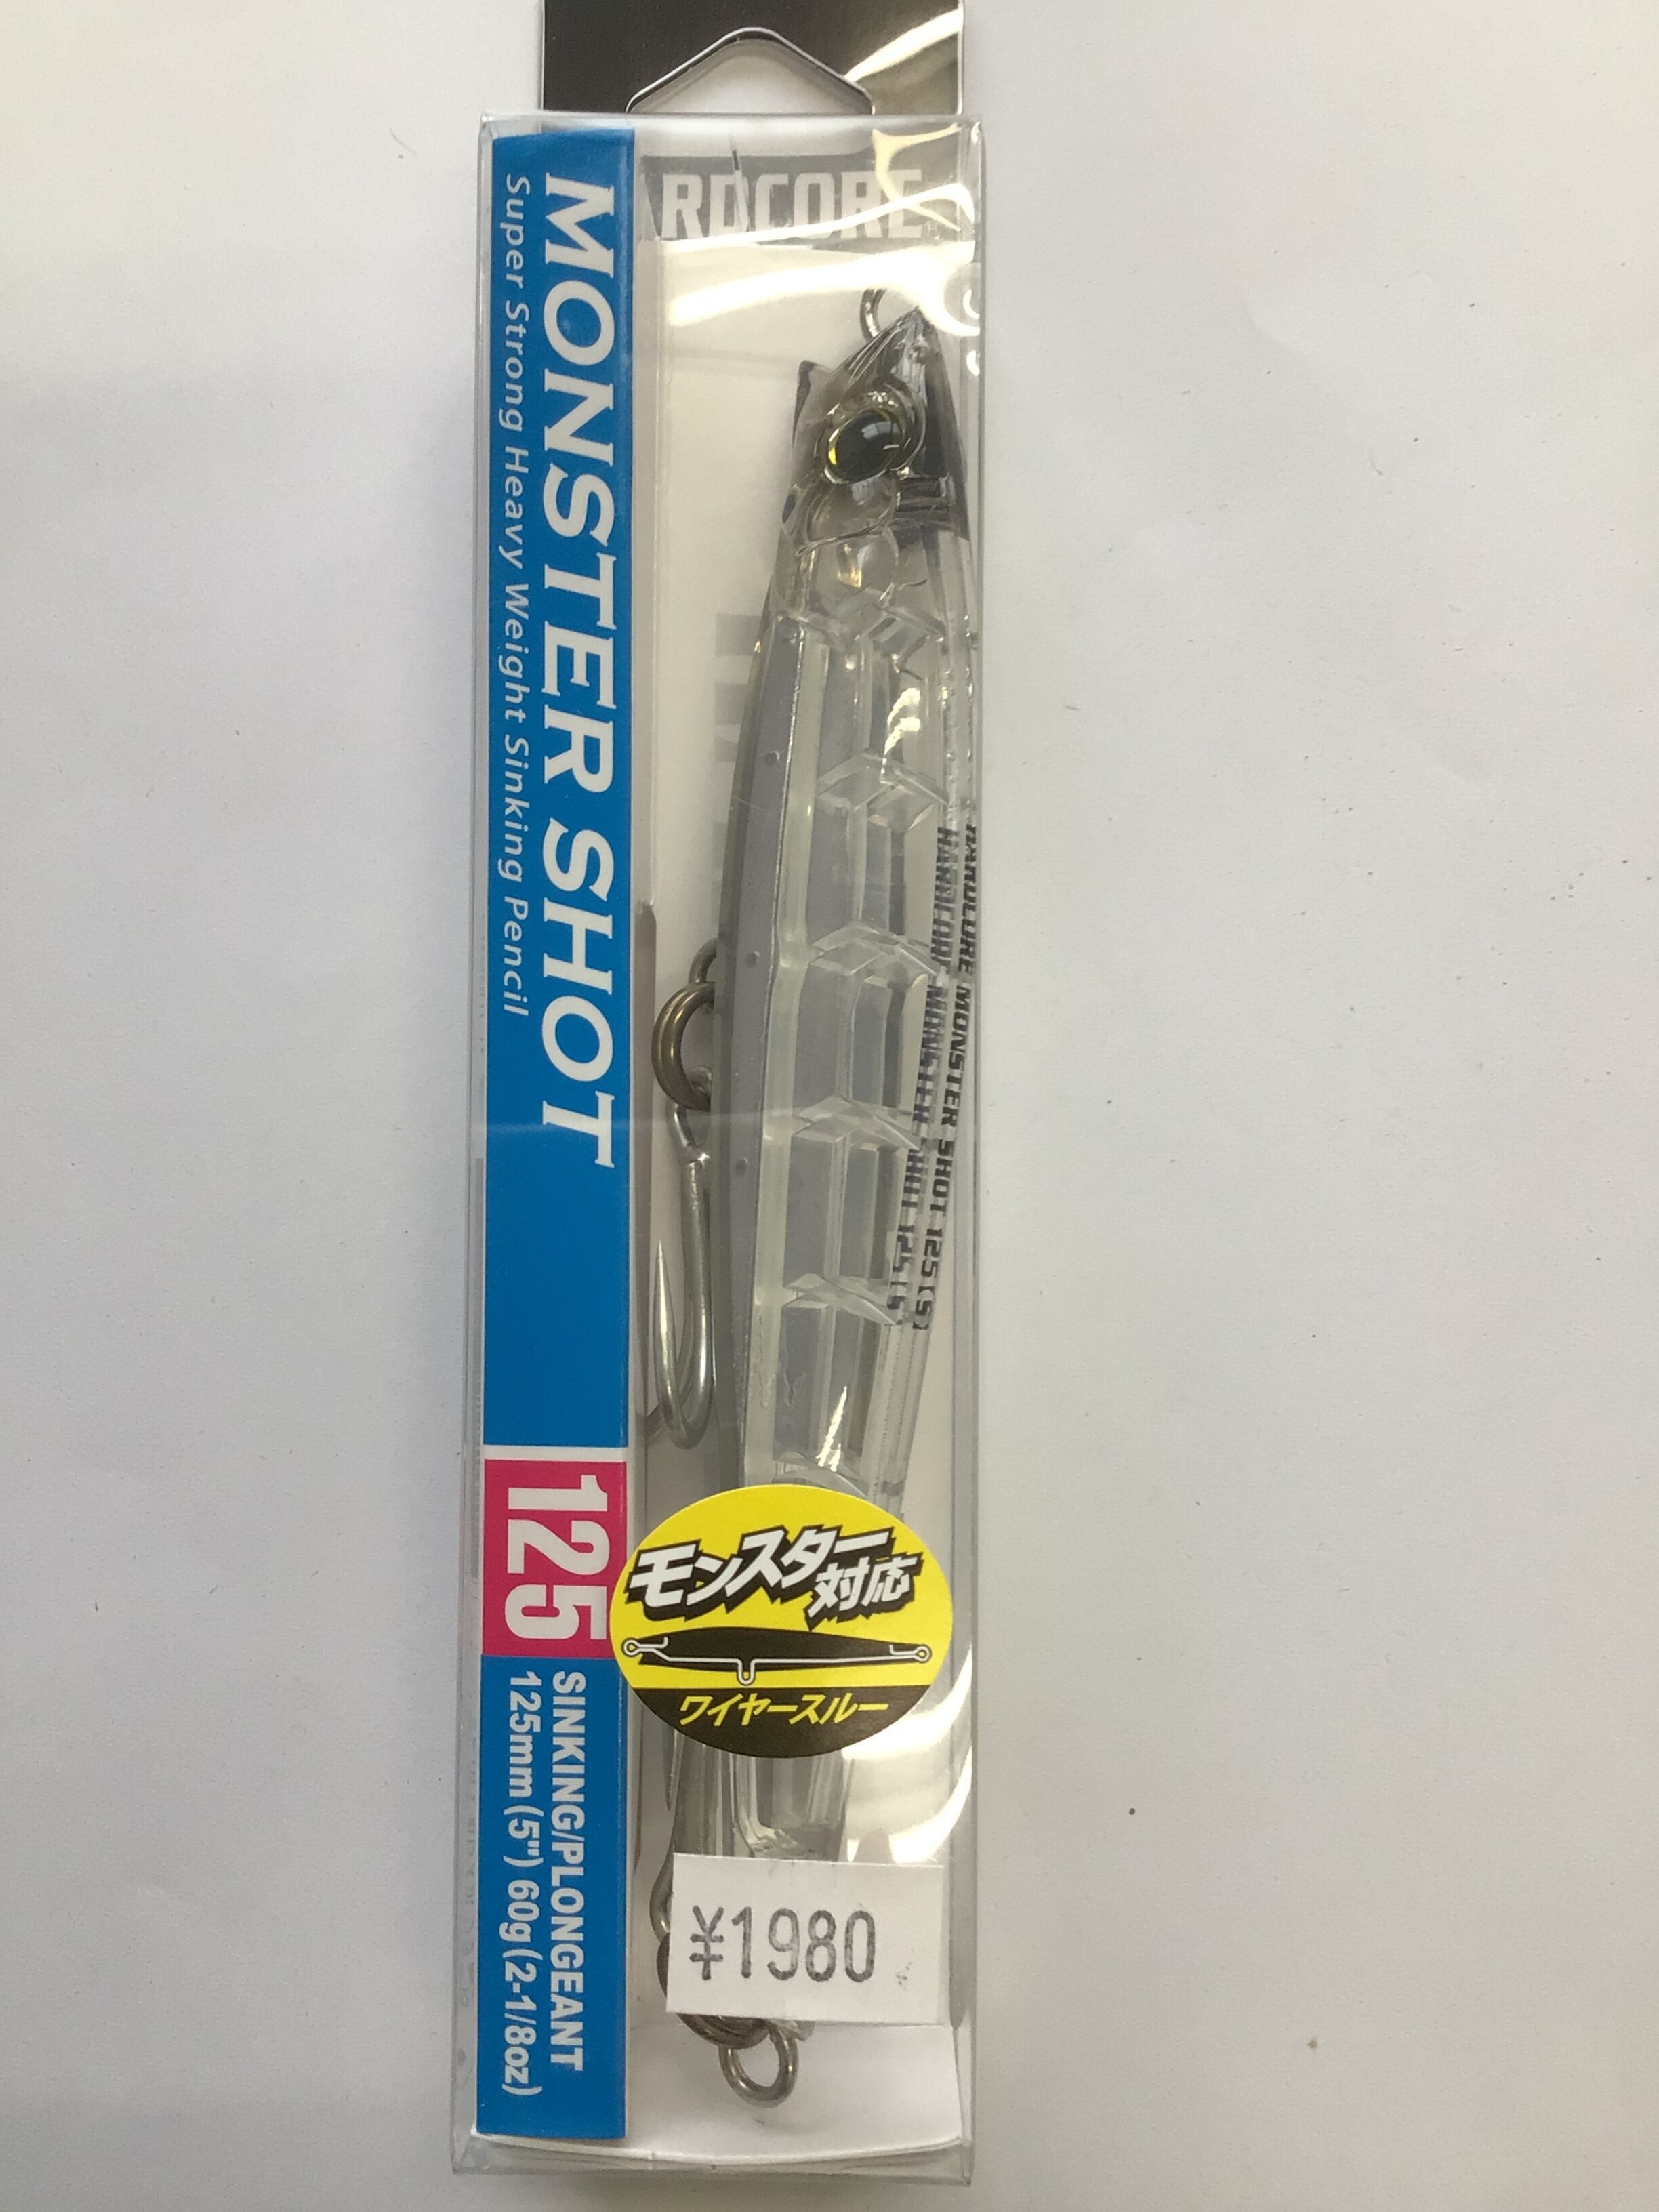 RDCORE
MONSTER SHOT
Super Strong Heavy Weight Sinking Pencil
HARDCORE MONSTER SHOT 125(S)
125
SINKING/PLONGEANT
125mm (5") 60g (2-1/8oz)
モンスター
対応
ワイヤースルー
¥1980